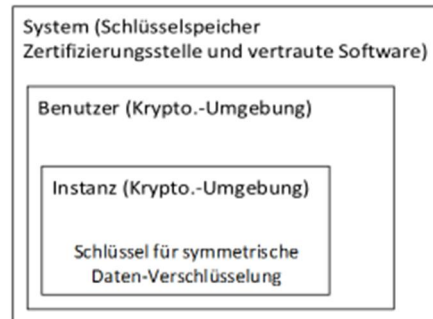 System (Schlüsselspeicher
Zertifizierungsstelle und vertraute Software)
Benutzer (Krypto.-Umgebung)
Instanz (Krypto.-Umgebung)
Schlüssel für symmetrische
Daten-Verschlüsselung